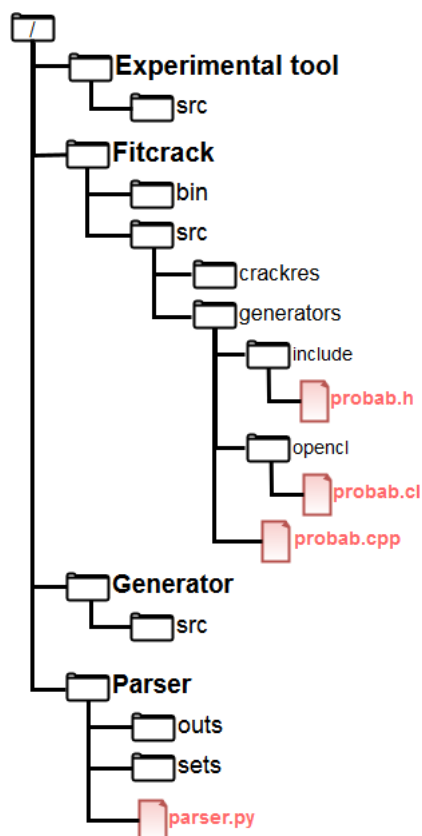 /
Experimental tool
src
Fitcrack
bin
src
crackres
generators
include
probab.h
opencl
probab.cl
probab.cpp
Generator
src
Parser
outs
sets
parser.py